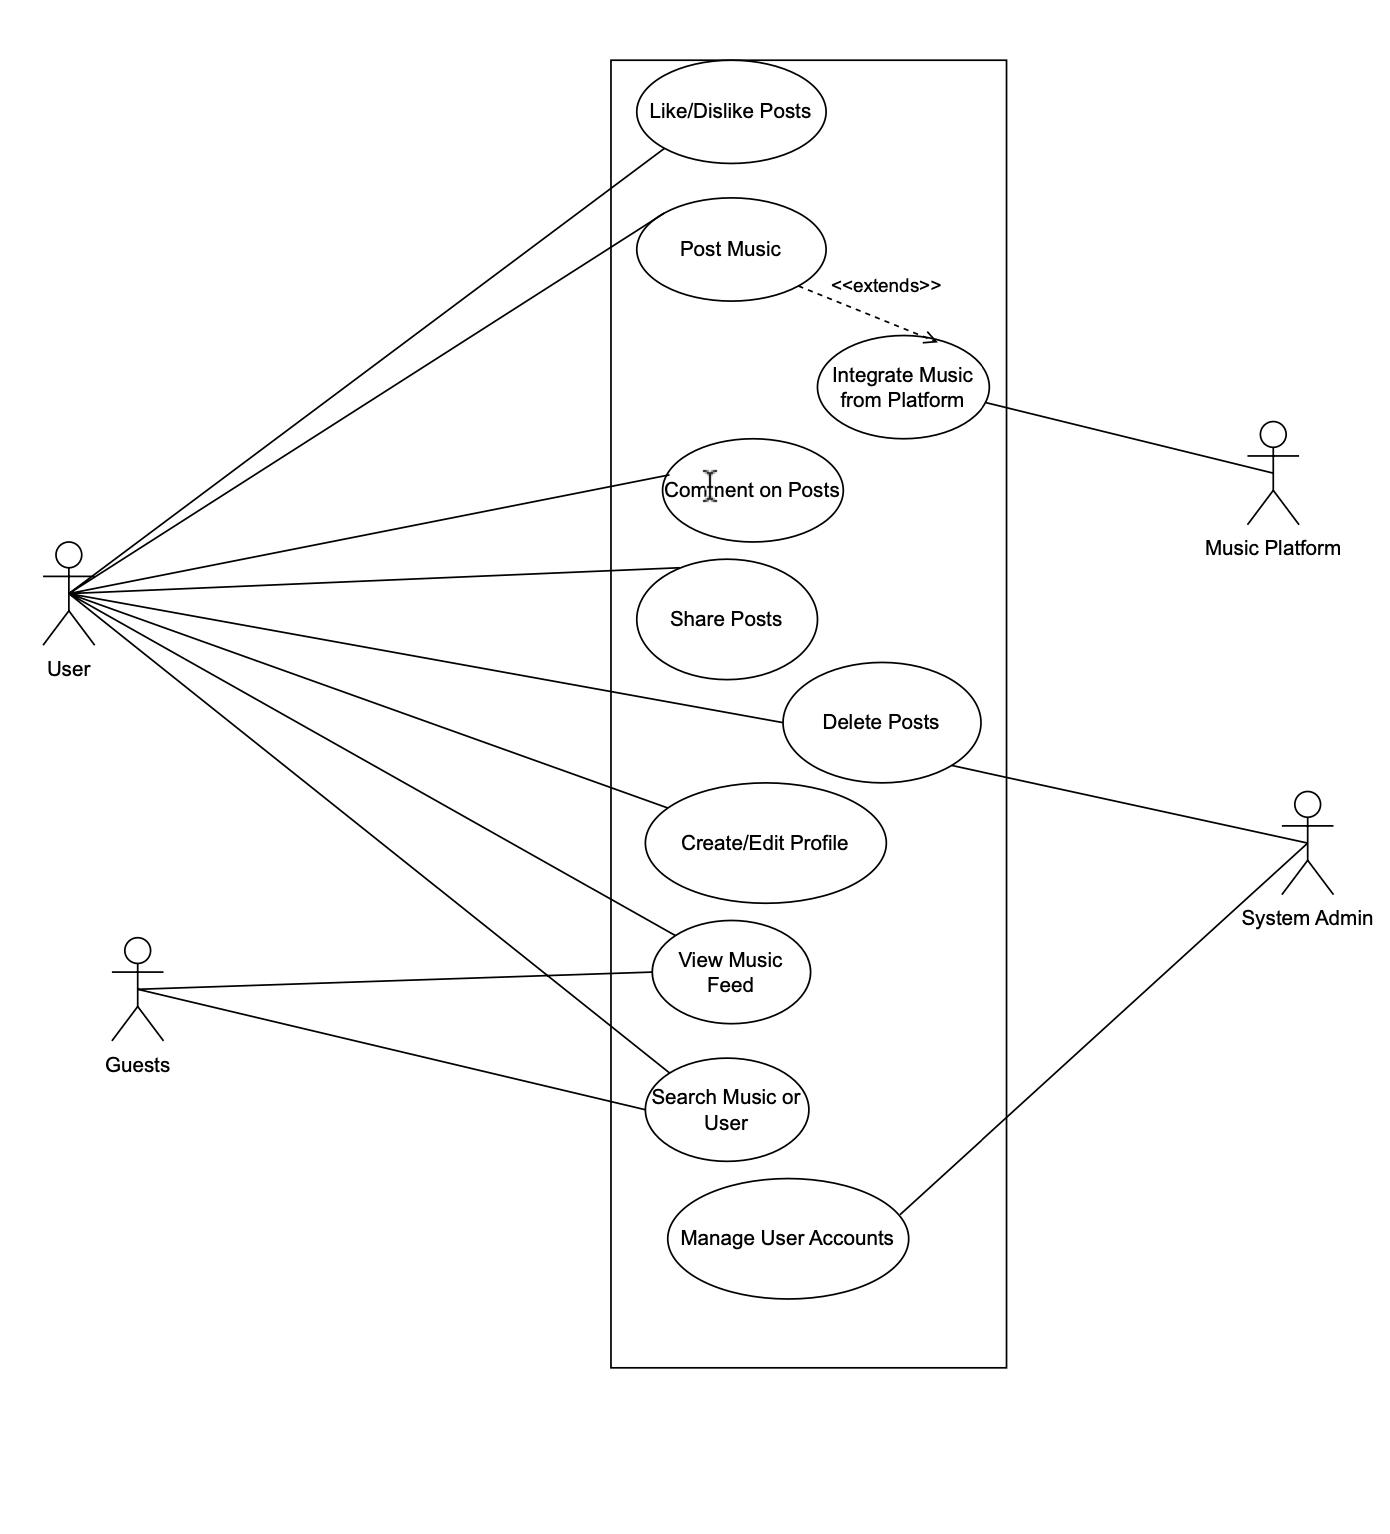 Like/Dislike Posts
Post Music
<<extends>>
Integrate Music
from Platform
Comment on Posts
Music Platform
Share Posts
User
Delete Posts
Create/Edit Profile
System Admin
View Music
Feed
Guests
Search Music or
User
Manage User Accounts